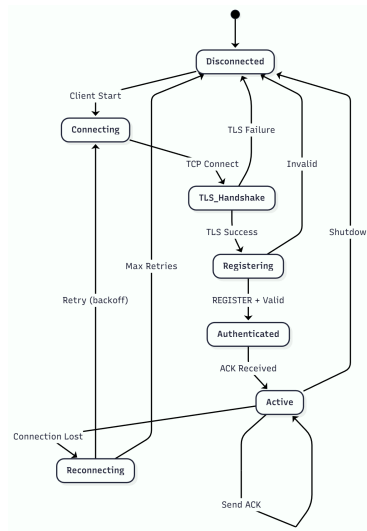 Disconnected
Client Start
Connecting
TLS Failure
TCP Connect
Invalid
TLS_Handshake
TLS Success
Shutdow
Registering
Max Retries
Retry (backoff)
REGISTER + Valid
Authenticated
ACK Received
Active
Connection Lost
Reconnecting
Send ACK